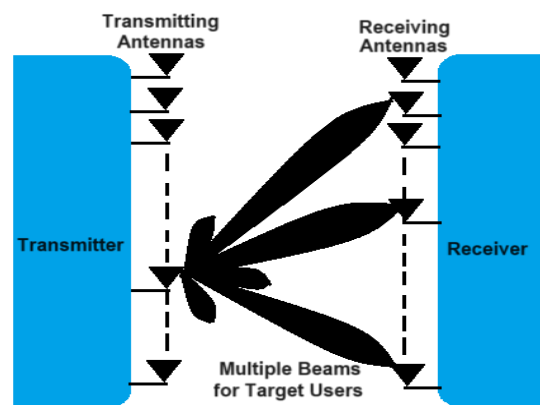 Transmitting
Antennas
Receiving
Antennas
Transmitter
Receiver
Multiple Beams
for Target Users